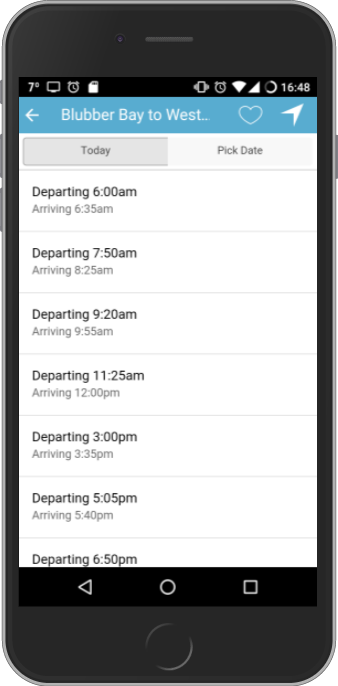 7° 16:48
Blubber Bay to West..
Today Pick Date
Departing 6:00am
Arriving 6:35am
Departing 7:50am
Arriving 8:25am
Departing 9:20am
Arriving 9:55am
Departing 11:25am
Arriving 12:00pm
Departing 3:00pm
Arriving 3:35pm
Departing 5:05pm
Arriving 5:40pm
Departing 6:50pm